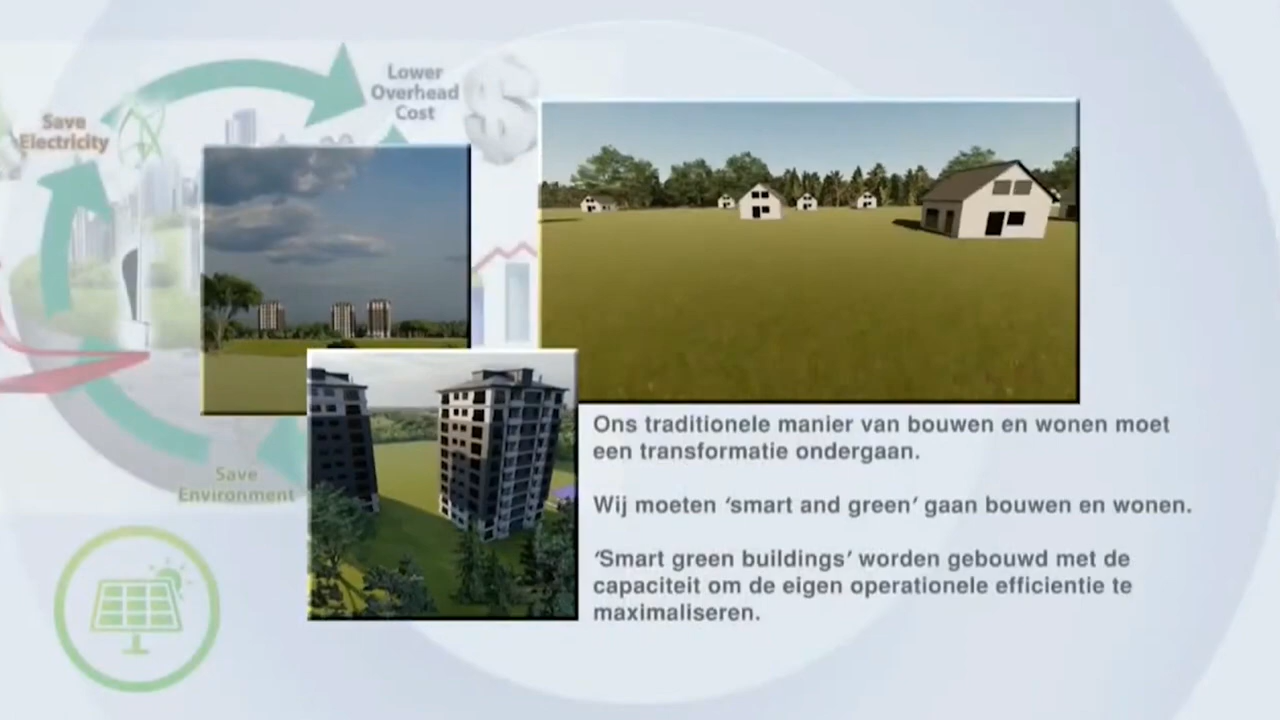 Lower
Overhead
Cost
Save
Electricity
Save
Environment
Ons traditionele manier van bouwen en wonen moet
een transformatie ondergaan.
Wij moeten ‘smart and green’ gaan bouwen en wonen.
‘Smart green buildings’ worden gebouwd met de
capaciteit om de eigen operationele efficientie te
maximaliseren.